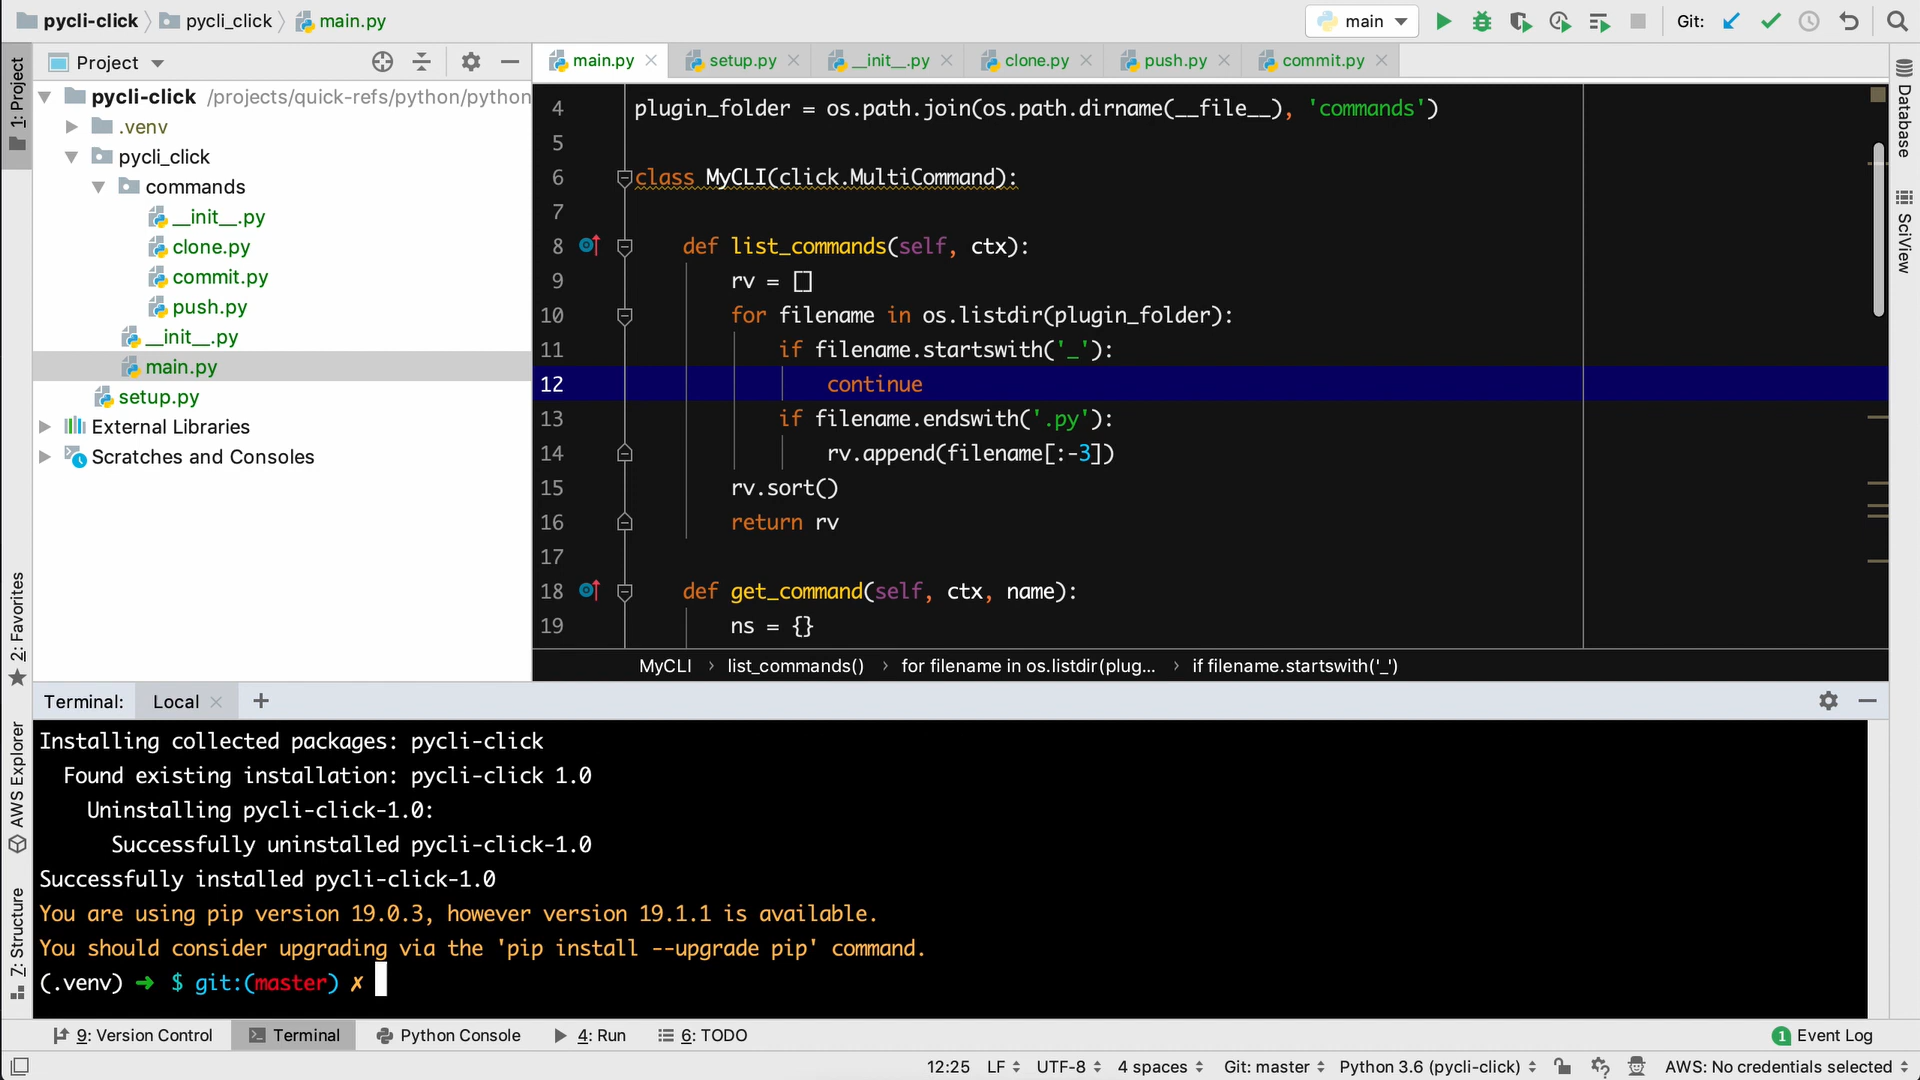 pycli-click pycli_click main.py main Git:
1: Project
Project
pycli-click /projects/quick-refs/python/python
.venv
pycli_click
commands
__init__.py
clone.py
commit.py
push.py
__init__.py
main.py
setup.py
External Libraries
Scratches and Consoles
2: Favorites
AWS Explorer
7: Structure
main.py setup.py __init__.py clone.py push.py commit.py
4 plugin_folder = os.path.join(os.path.dirname(__file__), 'commands')
5
6 class MyCLI(click.MultiCommand):
7
8 def list_commands(self, ctx):
9 rv = []
10 for filename in os.listdir(plugin_folder):
11 if filename.startswith('_'):
12 continue
13 if filename.endswith('.py'):
14 rv.append(filename[:-3])
15 rv.sort()
16 return rv
17
18 def get_command(self, ctx, name):
19 ns = {}
MyCLI › list_commands() › for filename in os.listdir(plug... › if filename.startswith('_')
Database
SciView
Terminal: Local +
Installing collected packages: pycli-click
Found existing installation: pycli-click 1.0
Uninstalling pycli-click-1.0:
Successfully uninstalled pycli-click-1.0
Successfully installed pycli-click-1.0
You are using pip version 19.0.3, however version 19.1.1 is available.
You should consider upgrading via the 'pip install --upgrade pip' command.
(.venv) ➜ $ git:(master) ✗
9: Version Control Terminal Python Console 4: Run 6: TODO 1 Event Log
12:25 LF UTF-8 4 spaces Git: master Python 3.6 (pycli-click) AWS: No credentials selected